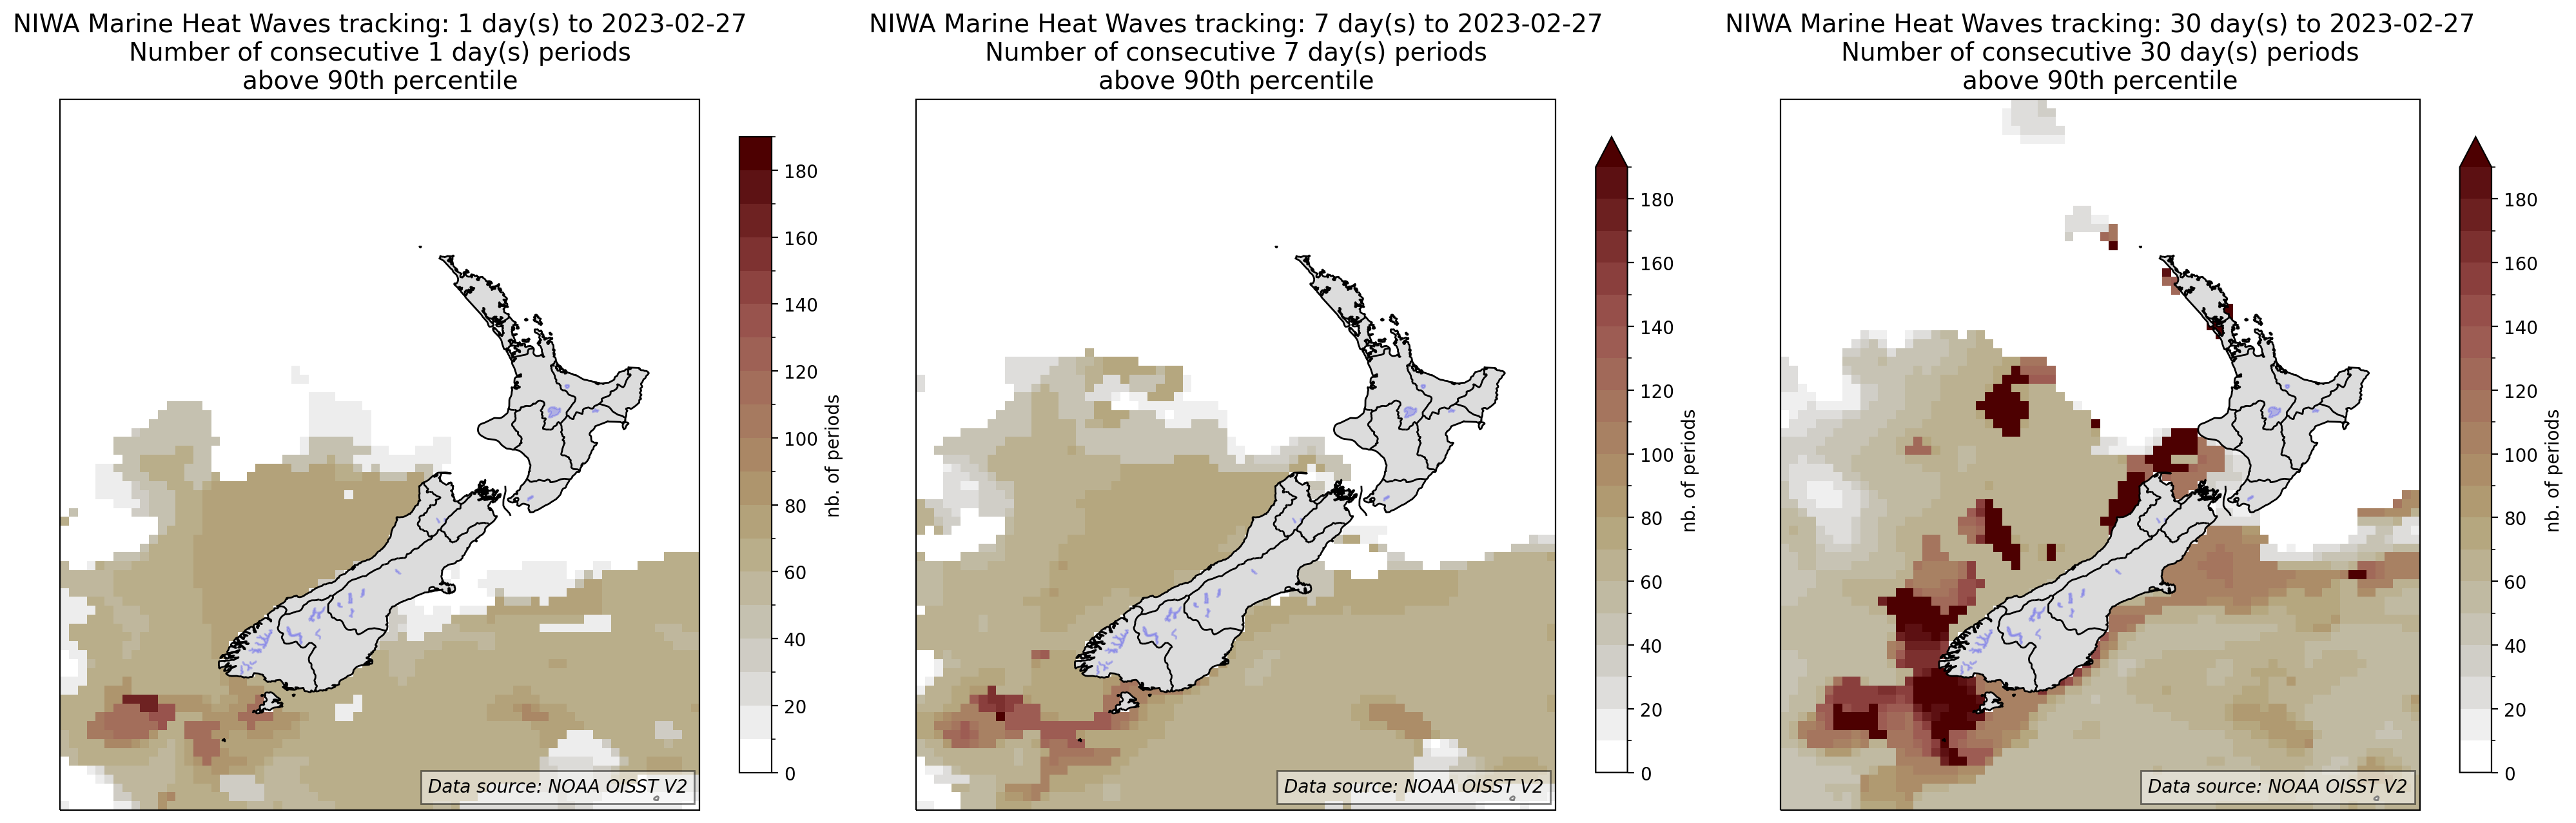 NIWA Marine Heat Waves tracking: 1 day(s) to 2023-02-27
Number of consecutive 1 day(s) periods
above 90th percentile
180
160
140
120
100
80
60
40
20
0
nb. of periods
Data source: NOAA OISST V2
NIWA Marine Heat Waves tracking: 7 day(s) to 2023-02-27
Number of consecutive 7 day(s) periods
above 90th percentile
180
160
140
120
100
80
60
40
20
0
nb. of periods
Data source: NOAA OISST V2
NIWA Marine Heat Waves tracking: 30 day(s) to 2023-02-27
Number of consecutive 30 day(s) periods
above 90th percentile
180
160
140
120
100
80
60
40
20
0
nb. of periods
Data source: NOAA OISST V2